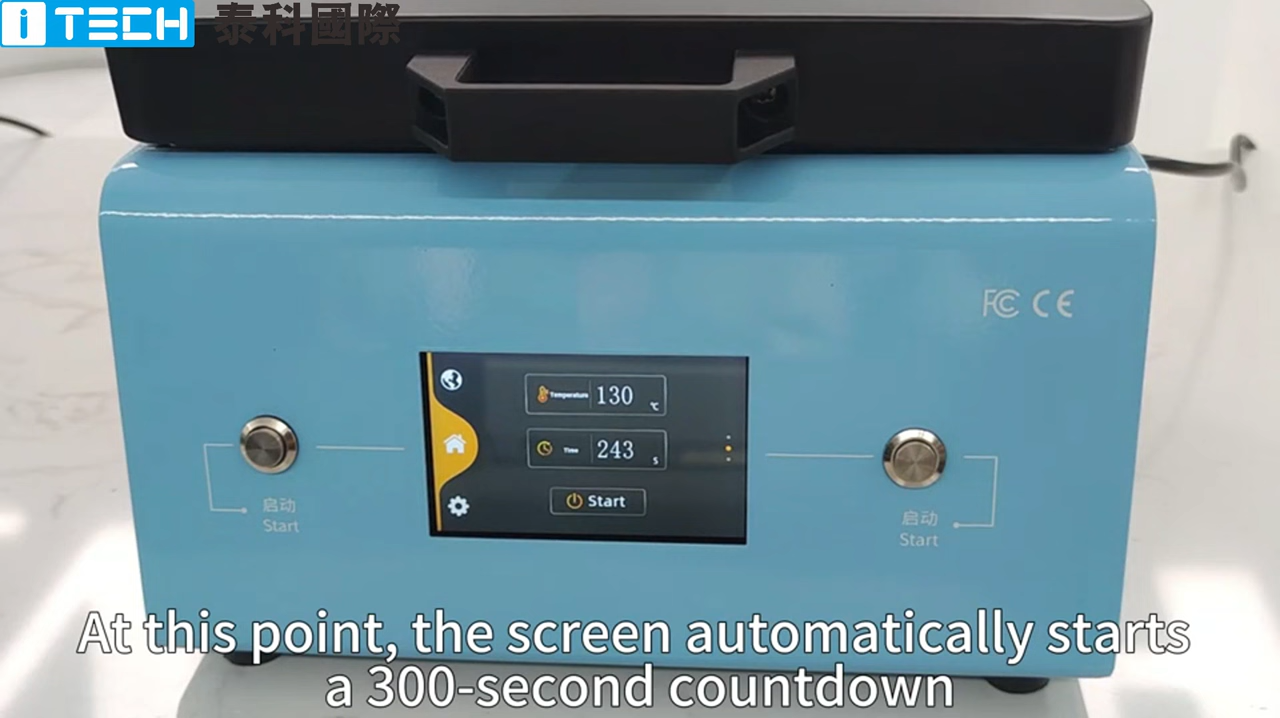 i TECH 泰科國際
FC CE
Temperature 130 ℃
Time 243 S
Start
启动
Start
启动
Start
At this point, the screen automatically starts
a 300-second countdown